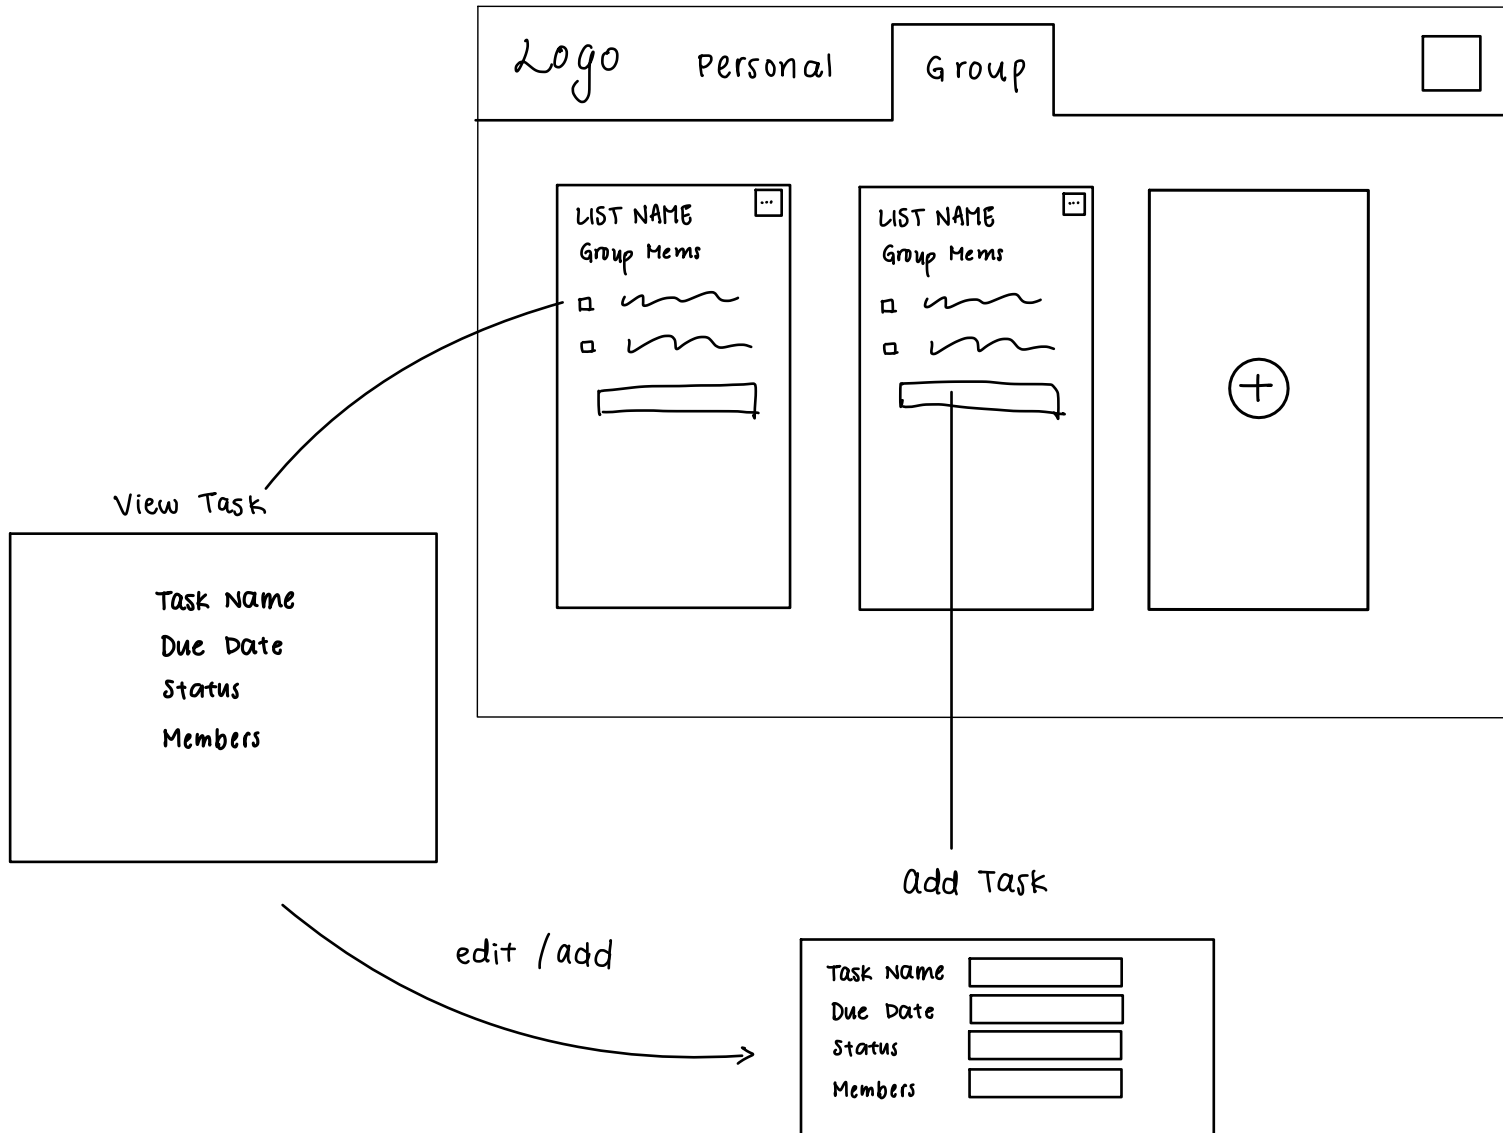 Logo
Personal
Group
...
LIST NAME
Group Mems
...
LIST NAME
Group Mems
+
View Task
Task Name
Due Date
Status
Members
edit / add
add Task
Task Name
Due Date
Status
Members